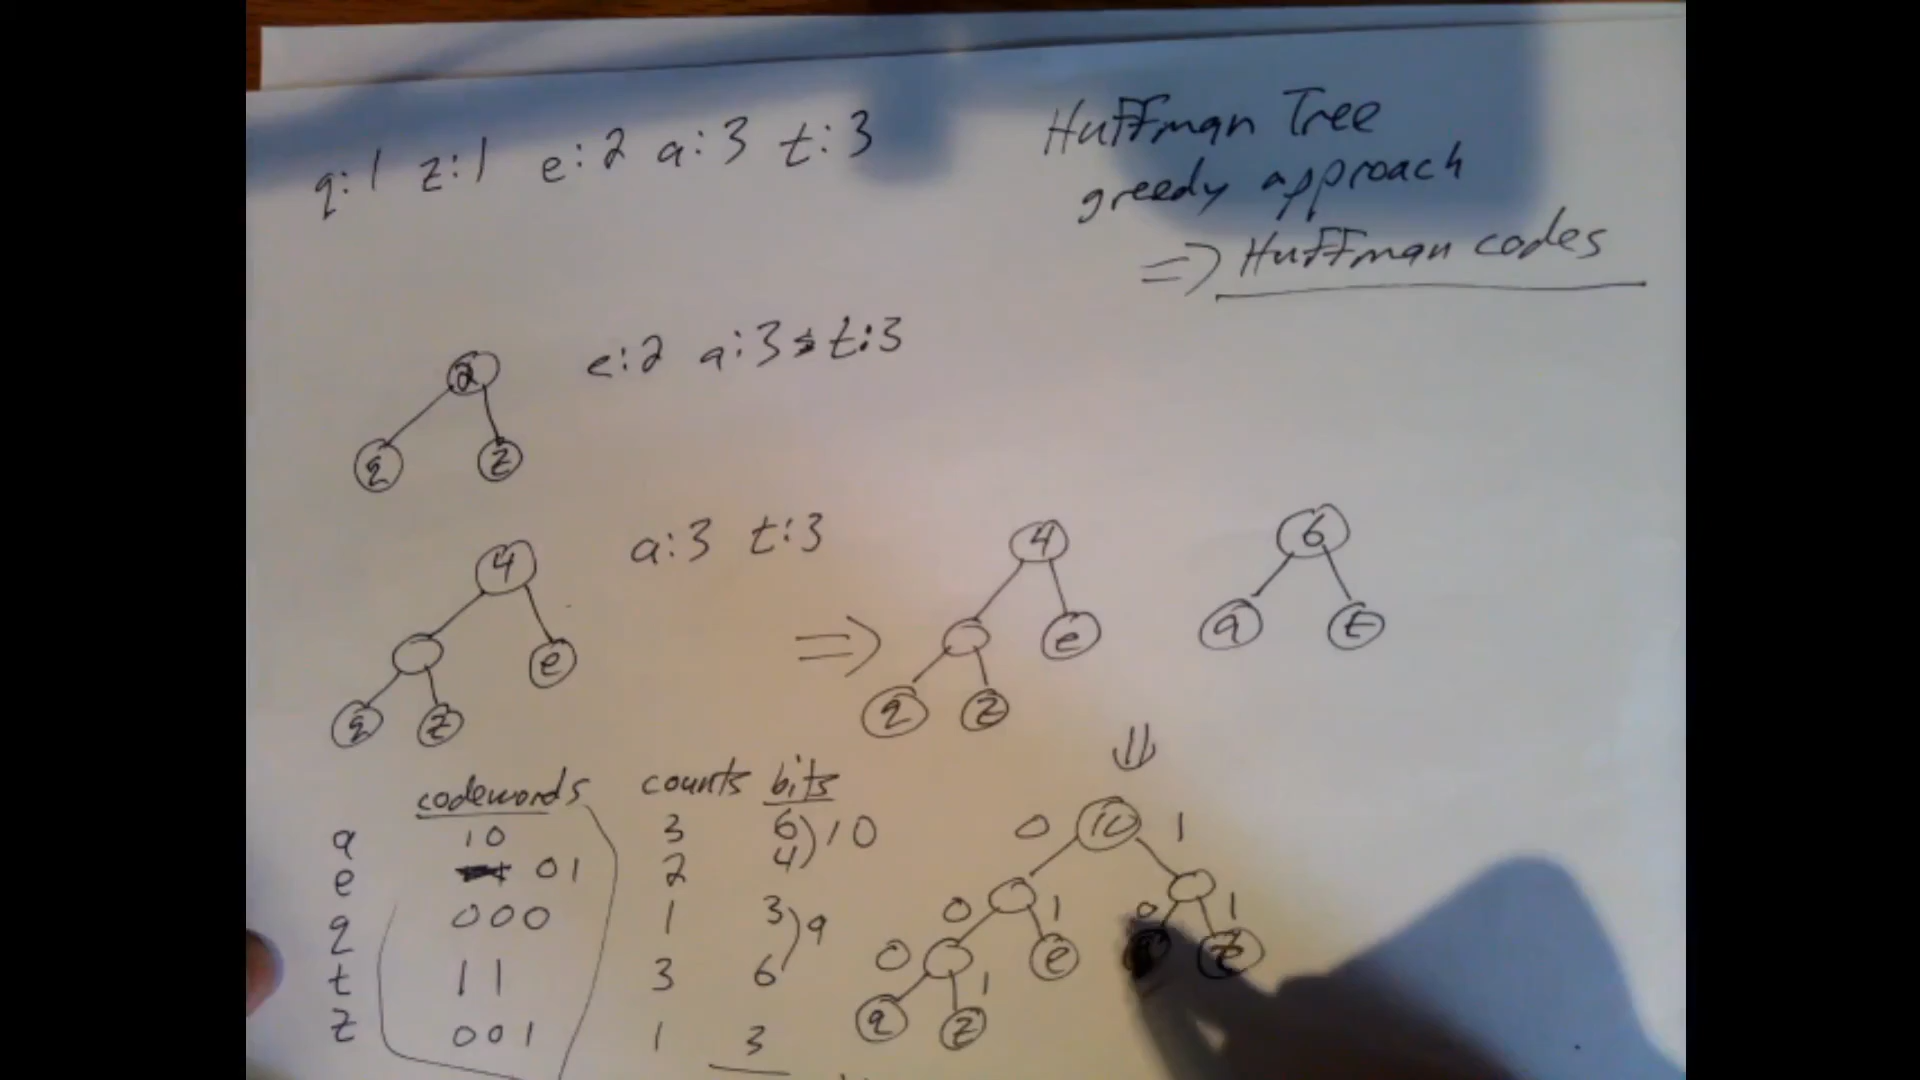 q:1 z:1 e:2 a:3 t:3
Huffman Tree
greedy approach
=> Huffman codes
2 e:2 a:3 t:3
q z
4 a:3 t:3
e
q z
=>
4 6
e a t
q z
codewords counts bits
a 10 3 6) 10
e 01 2 4)
q 000 1 3) 9
t 11 3 6
z 001 1 3
0 10 1
0 1 0 1
0 e t
1
q z